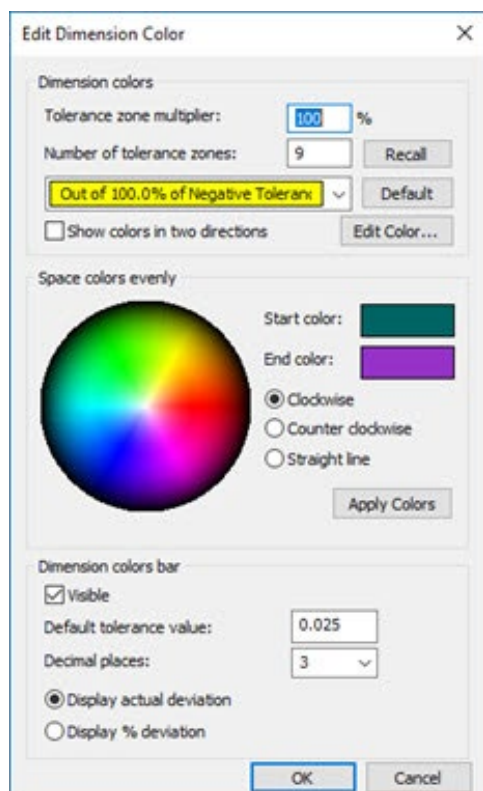 Edit Dimension Color
Dimension colors
Tolerance zone multiplier: 100 %
Number of tolerance zones: 9 Recall
Out of 100.0% of Negative Toleranc Default
Show colors in two directions Edit Color...
Space colors evenly
Start color:
End color:
Clockwise
Counter clockwise
Straight line
Apply Colors
Dimension colors bar
Visible
Default tolerance value: 0.025
Decimal places: 3
Display actual deviation
Display % deviation
OK Cancel